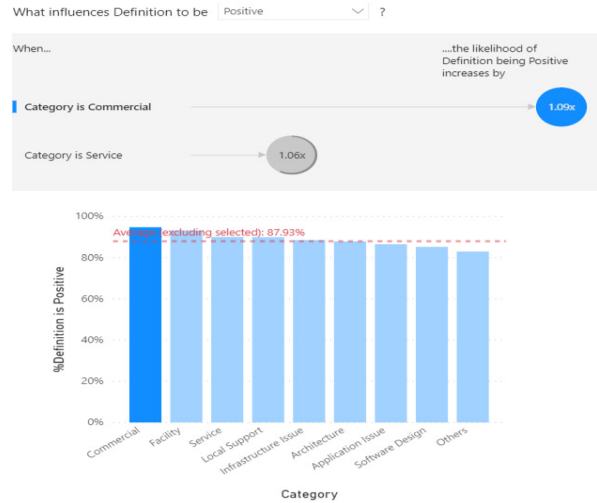 What influences Definition to be Positive ?
When...
....the likelihood of
Definition being Positive
increases by
Category is Commercial 1.09x
Category is Service 1.06x
100%
Average (excluding selected): 87.93%
80%
60%
40%
20%
0%
%Definition is Positive
Commercial
Facility
Service
Local Support
Infrastructure Issue
Architecture
Application Issue
Software Design
Others
Category